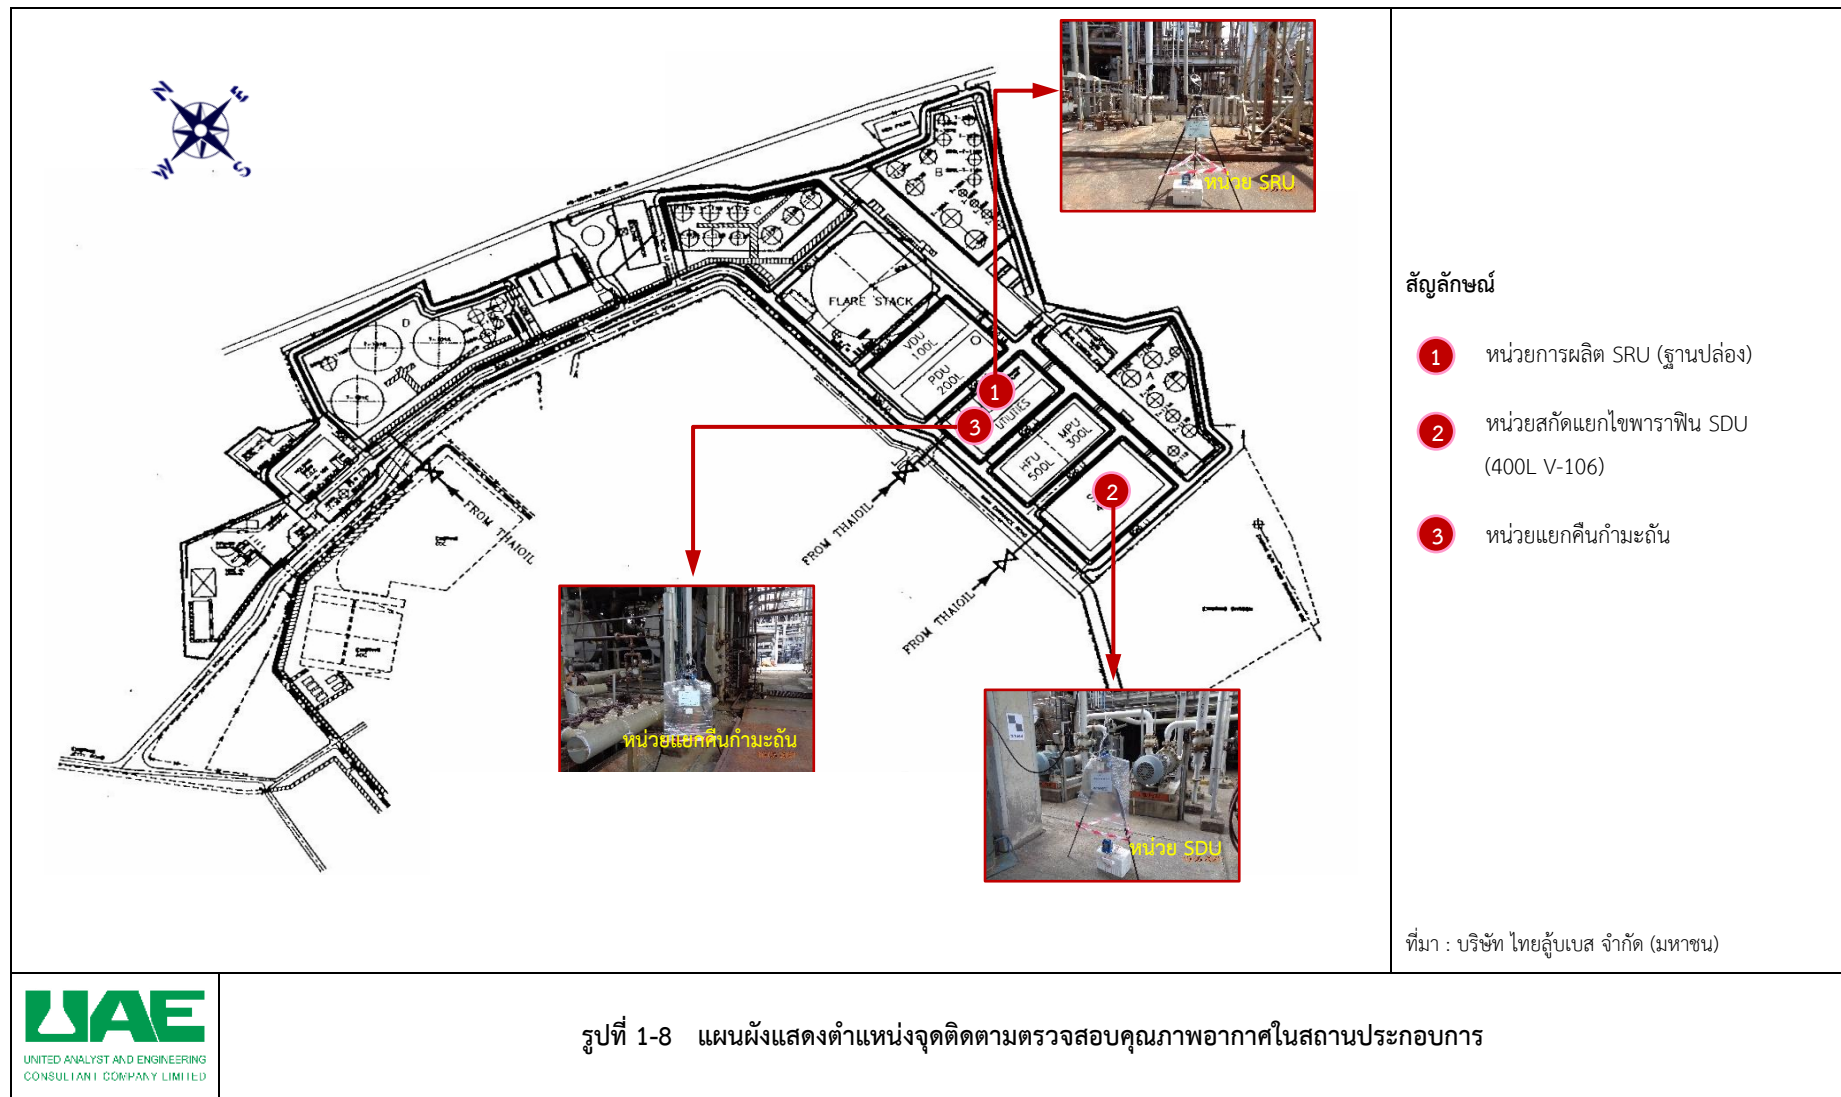 N
E
W
S
หน่วย SRU
B
C
D
A
FLARE STACK
VDU
100L
PDU
200L
1
UTILITIES
3
MPU
300L
HFU
500L
2
FROM THAIOIL
FROM THAIOIL
FROM THAIOIL
หน่วยแยกคืนกำมะถัน
หน่วย SDU
สัญลักษณ์
1 หน่วยการผลิต SRU (ฐานปล่อง)
2 หน่วยสกัดแยกไขพาราฟิน SDU
(400L V-106)
3 หน่วยแยกคืนกำมะถัน
ที่มา : บริษัท ไทยลู้บเบส จำกัด (มหาชน)
UAE
UNITED ANALYST AND ENGINEERING
CONSULTANT COMPANY LIMITED
รูปที่ 1-8 แผนผังแสดงตำแหน่งจุดติดตามตรวจสอบคุณภาพอากาศในสถานประกอบการ